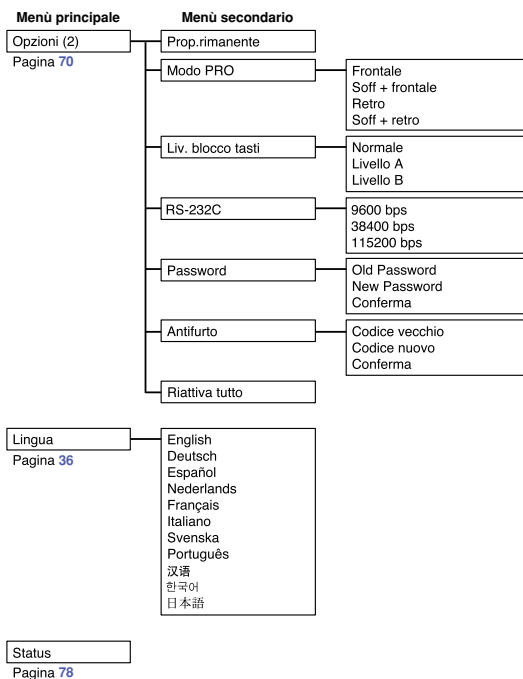 Menù principale
Menù secondario
Opzioni (2)
Pagina 70
Prop.rimanente
Modo PRO
Frontale
Soff + frontale
Retro
Soff + retro
Liv. blocco tasti
Normale
Livello A
Livello B
RS-232C
9600 bps
38400 bps
115200 bps
Password
Old Password
New Password
Conferma
Antifurto
Codice vecchio
Codice nuovo
Conferma
Riattiva tutto
Lingua
Pagina 36
English
Deutsch
Español
Nederlands
Français
Italiano
Svenska
Português
汉语
한국어
日本語
Status
Pagina 78